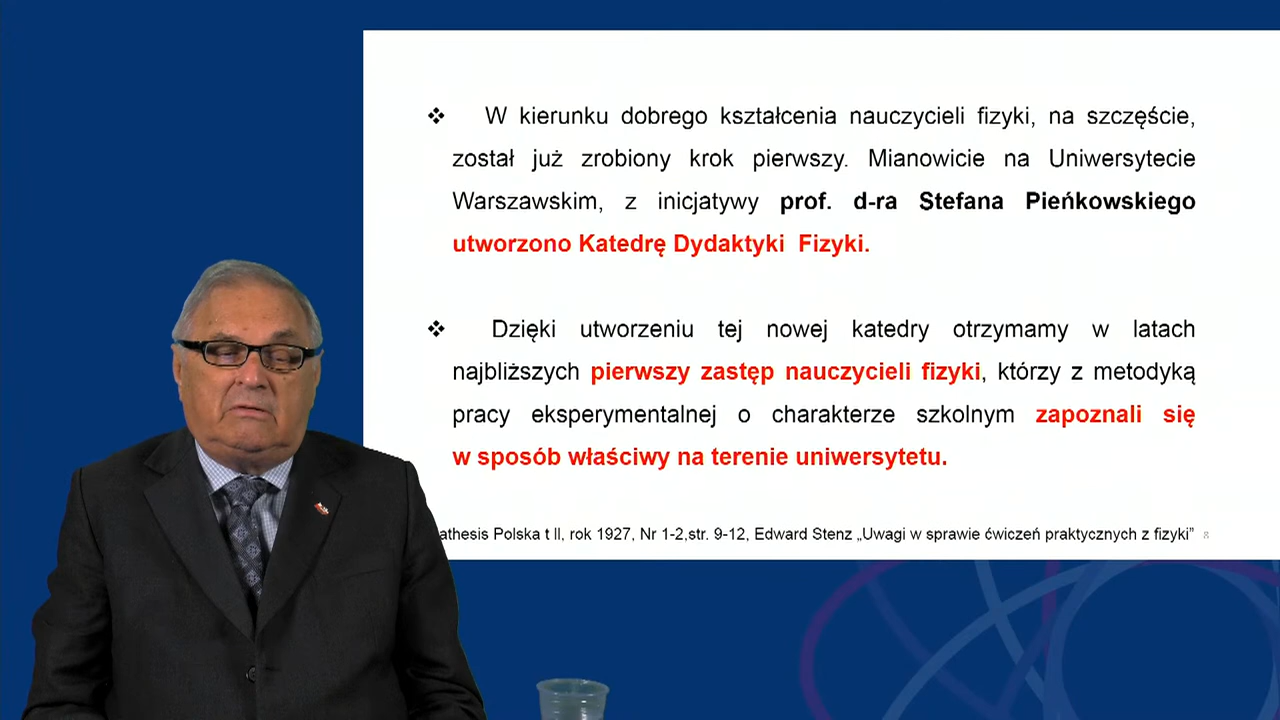 ❖ W kierunku dobrego kształcenia nauczycieli fizyki, na szczęście,
został już zrobiony krok pierwszy. Mianowicie na Uniwersytecie
Warszawskim, z inicjatywy prof. d-ra Stefana Pieńkowskiego
utworzono Katedrę Dydaktyki Fizyki.
❖ Dzięki utworzeniu tej nowej katedry otrzymamy w latach
najbliższych pierwszy zastęp nauczycieli fizyki, którzy z metodyką
pracy eksperymentalnej o charakterze szkolnym zapoznali się
w sposób właściwy na terenie uniwersytetu.
athesis Polska t II, rok 1927, Nr 1-2,str. 9-12, Edward Stenz „Uwagi w sprawie ćwiczeń praktycznych z fizyki” 8